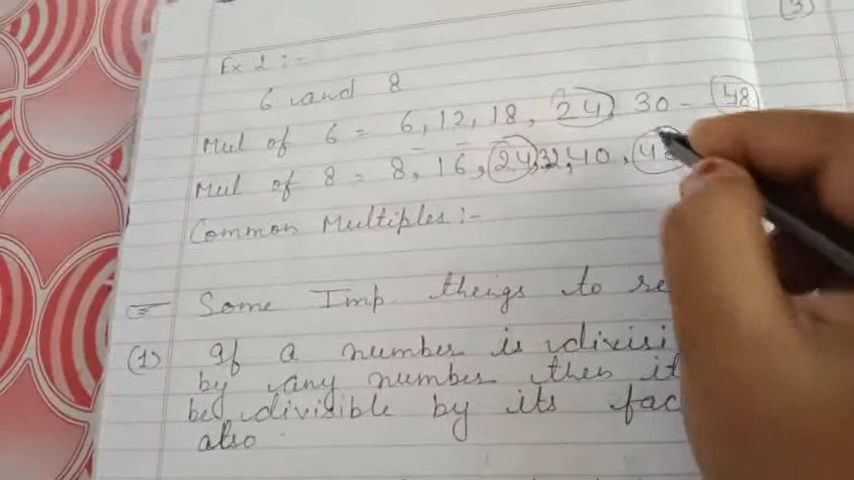 (3)
Ex 2 :-
6 and 8
Mul of 6 = 6, 12, 18, 24 30 - 48
Mul of 8 = 8, 16, 24, 32, 40, 48
Common Multiples :-
Some Imp. things to
(1) If a number is
by any number then it
be divisible by its
also.